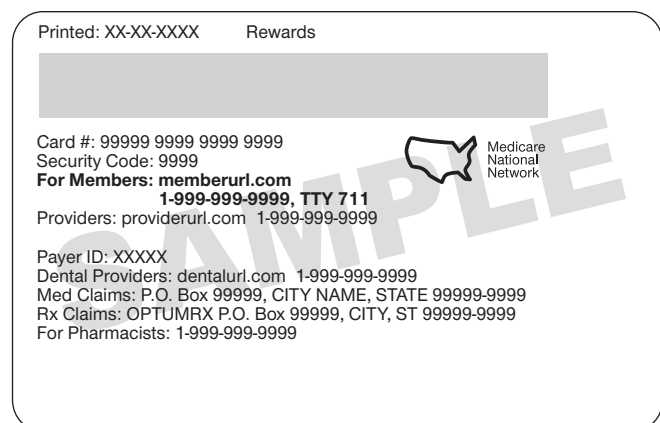 Printed: XX-XX-XXXX Rewards
Card #: 99999 9999 9999 9999
Security Code: 9999
For Members: memberurl.com
1-999-999-9999, TTY 711
Providers: providerurl.com 1-999-999-9999
Medicare
National
Network
Payer ID: XXXXX
Dental Providers: dentalurl.com 1-999-999-9999
Med Claims: P.O. Box 99999, CITY NAME, STATE 99999-9999
Rx Claims: OPTUMRX P.O. Box 99999, CITY, ST 99999-9999
For Pharmacists: 1-999-999-9999
SAMPLE